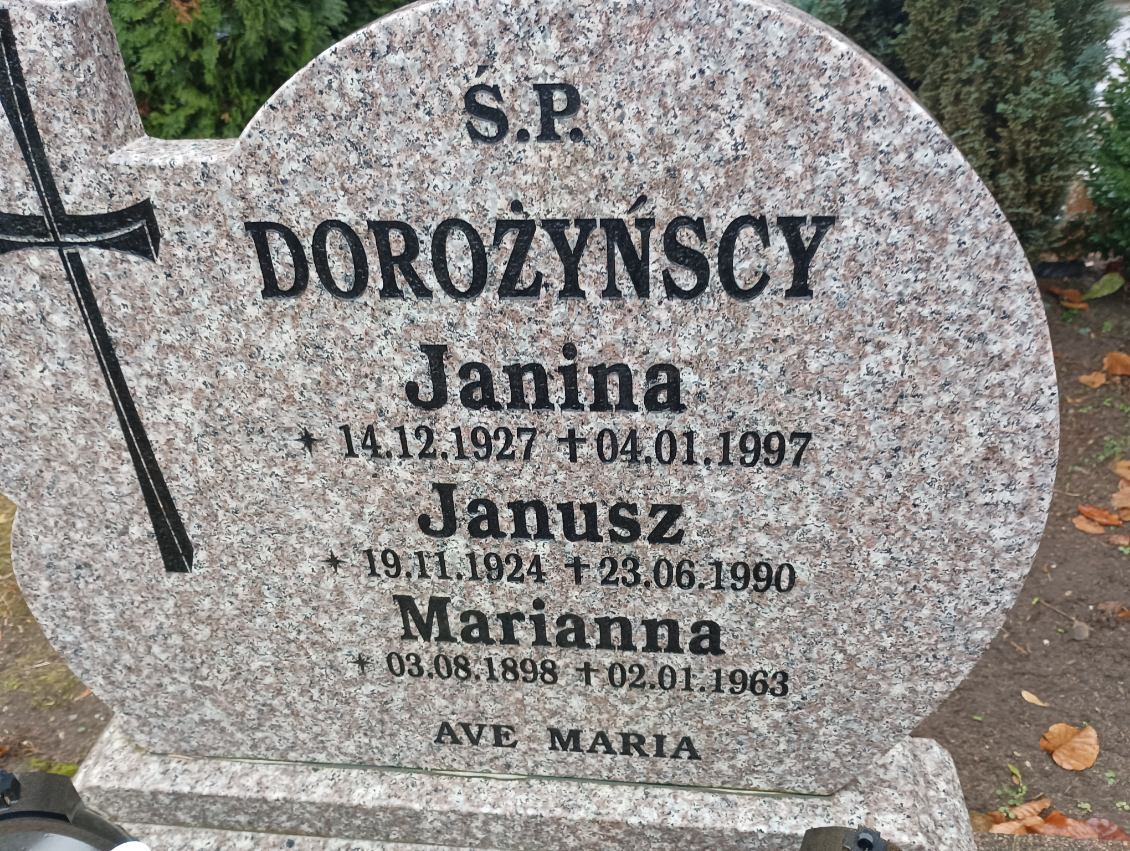 Ś.P.
DOROŻYŃSCY
Janina
14.12.1927 ✝ 04.01.1997
Janusz
19.11.1924 ✝ 23.06.1990
Marianna
03.08.1898 ✝ 02.01.1963
AVE MARIA